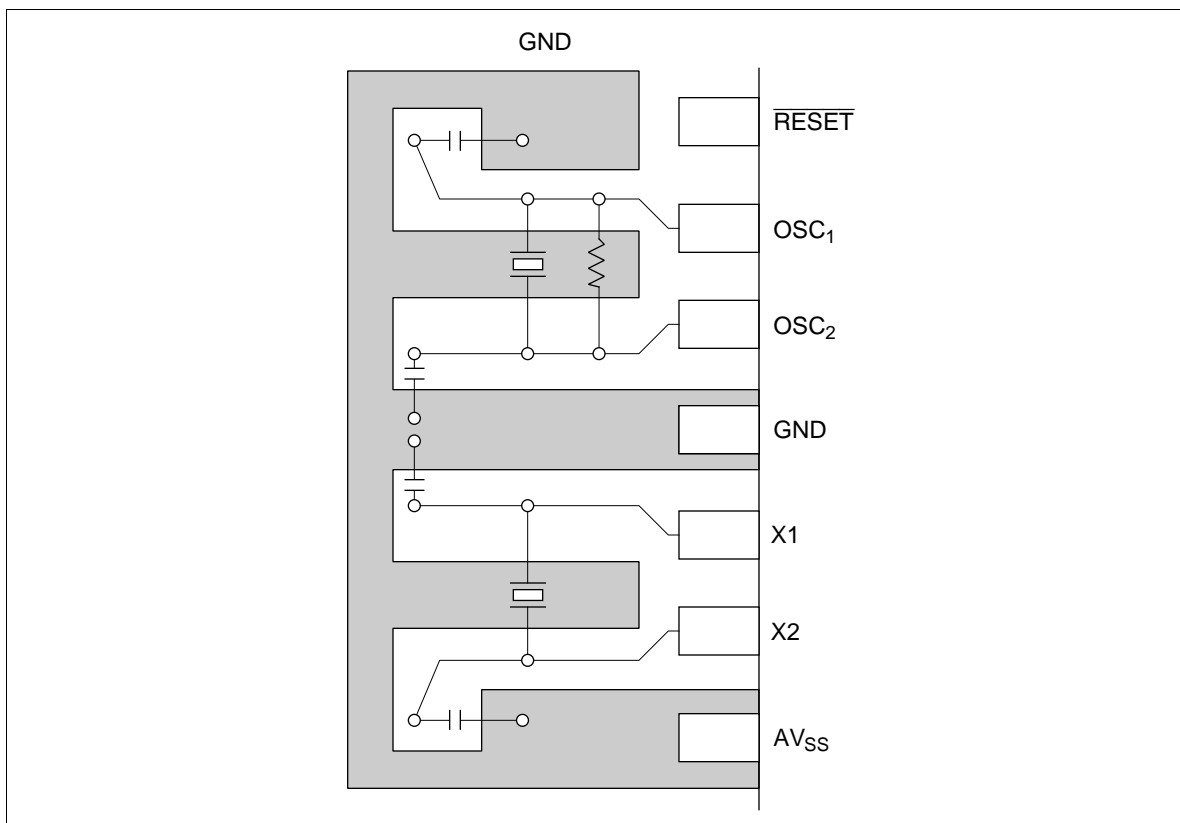 GND
RESET
OSC1
OSC2
GND
X1
X2
AVSS